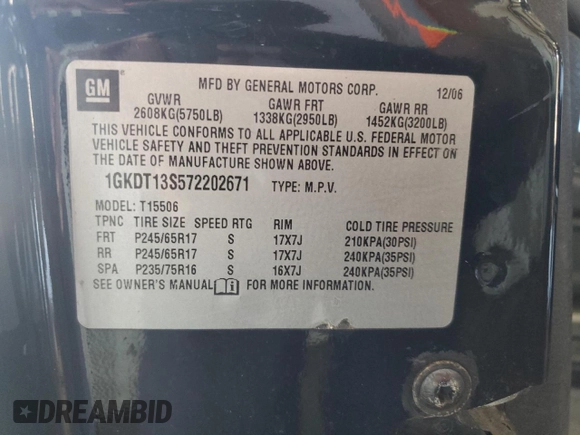 GM
MFD BY GENERAL MOTORS CORP. 12/06
GVWR GAWR FRT GAWR RR
2608KG(5750LB) 1338KG(2950LB) 1452KG(3200LB)
THIS VEHICLE CONFORMS TO ALL APPLICABLE U.S. FEDERAL MOTOR
VEHICLE SAFETY AND THEFT PREVENTION STANDARDS IN EFFECT ON
THE DATE OF MANUFACTURE SHOWN ABOVE.
1GKDT13S572202671 TYPE: M.P.V.
MODEL: T15506
TPNC TIRE SIZE SPEED RTG RIM COLD TIRE PRESSURE
FRT P245/65R17 S 17X7J 210KPA(30PSI)
RR P245/65R17 S 17X7J 240KPA(35PSI)
SPA P235/75R16 S 16X7J 240KPA(35PSI)
SEE OWNER'S MANUAL FOR MORE INFORMATION.
DREAMBID